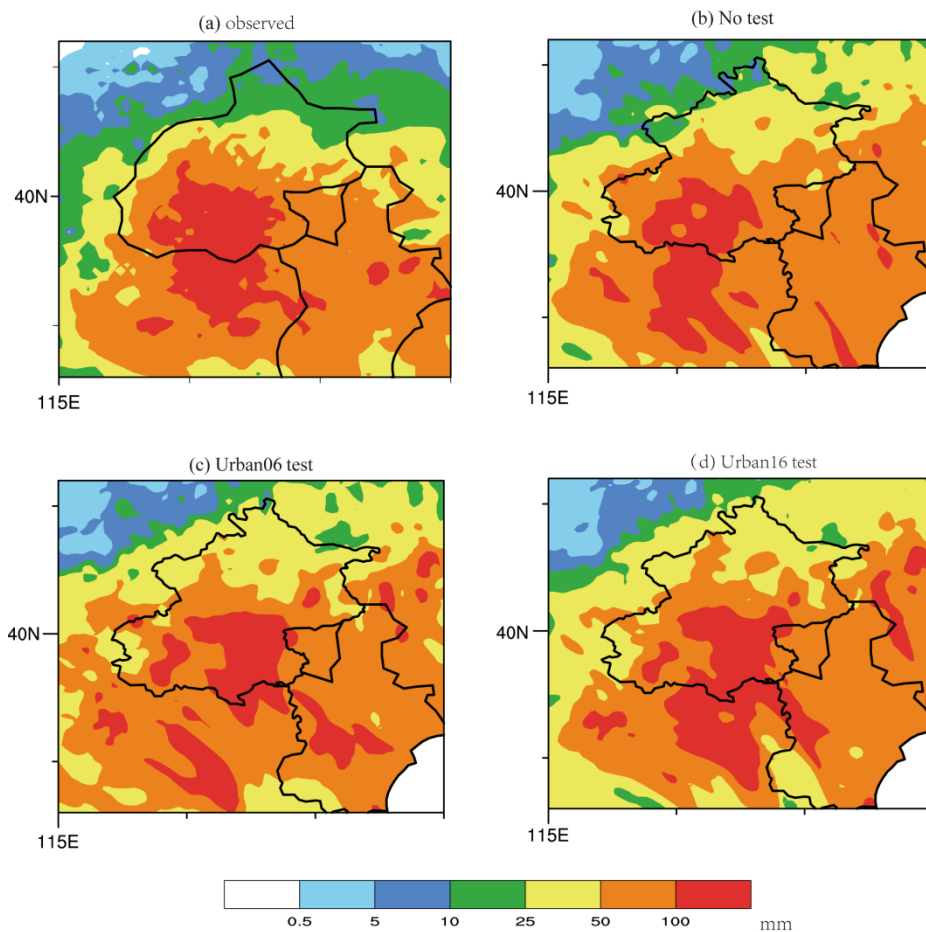 (a) observed
(b) No test
40N
40N
115E
115E
(c) Urban06 test
(d) Urban16 test
40N
40N
115E
115E
0.5 5 10 25 50 100 mm